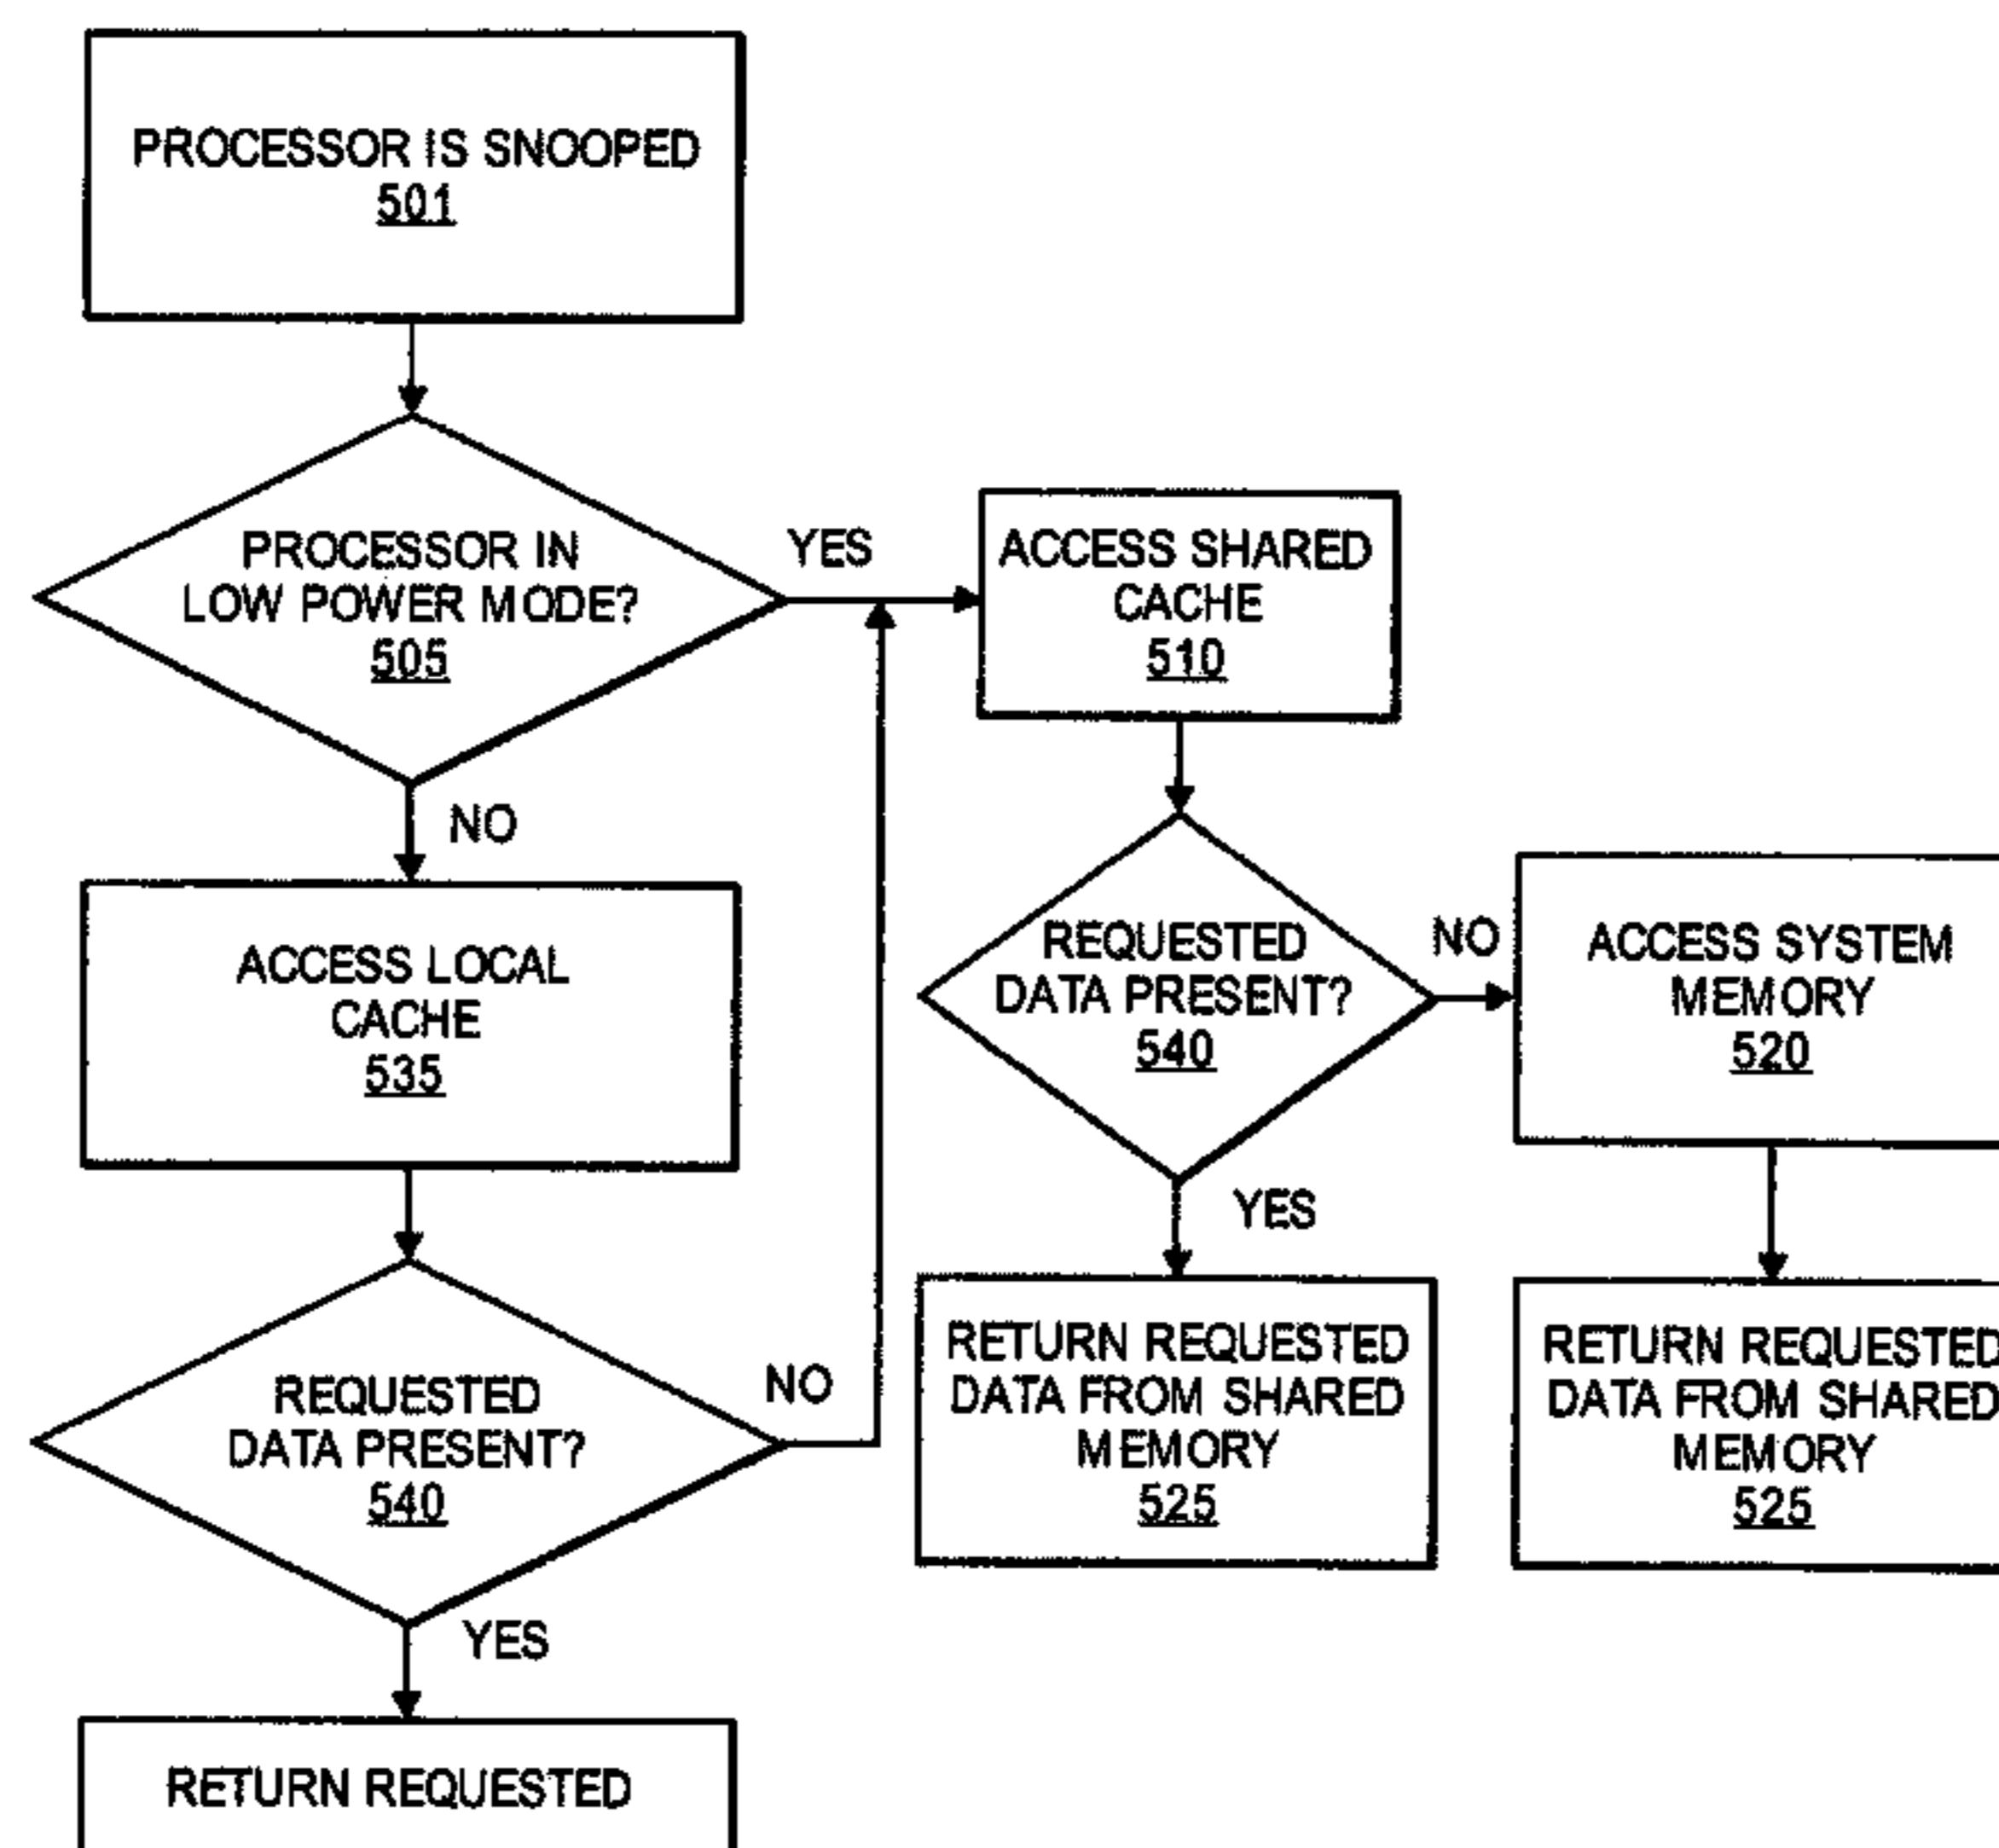 PROCESSOR IS SNOOPED
501
PROCESSOR IN
LOW POWER MODE?
505
YES
NO
ACCESS SHARED
CACHE
510
REQUESTED
DATA PRESENT?
540
NO
YES
ACCESS SYSTEM
MEMORY
520
RETURN REQUESTED
DATA FROM SHARED
MEMORY
525
RETURN REQUESTED
DATA FROM SHARED
MEMORY
525
ACCESS LOCAL
CACHE
535
REQUESTED
DATA PRESENT?
540
NO
YES
RETURN REQUESTED